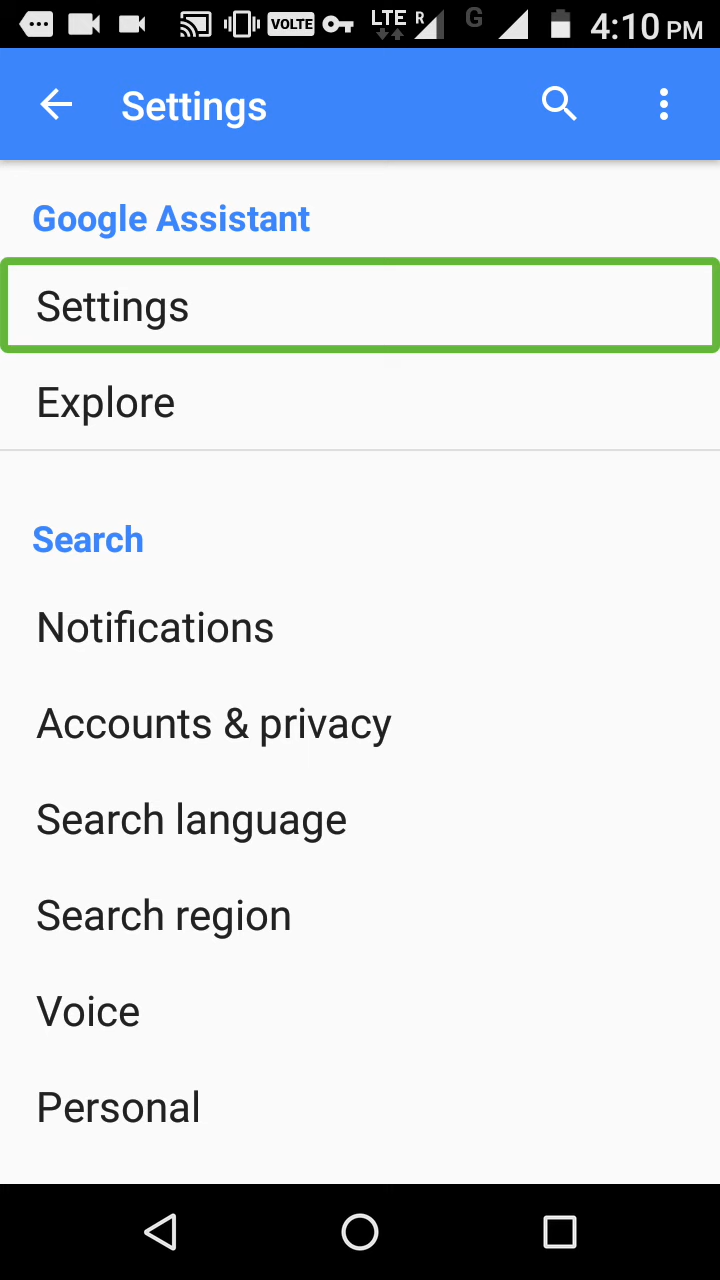 VOLTE LTE R G 4:10 PM
Settings
Google Assistant
Settings
Explore
Search
Notifications
Accounts & privacy
Search language
Search region
Voice
Personal